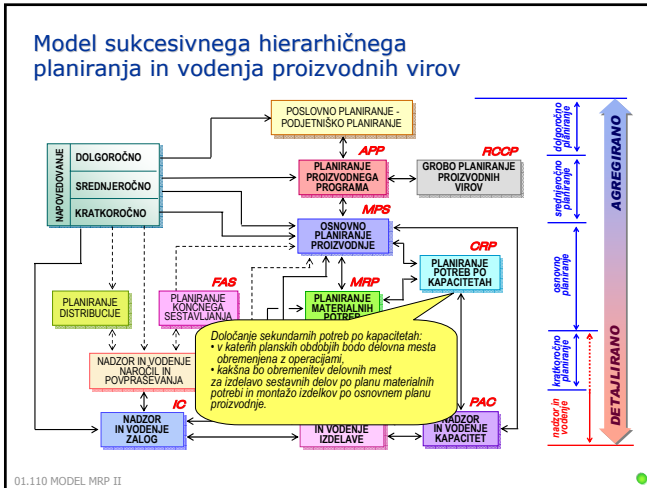 Model sukcesivnega hierarhičnega
planiranja in vodenja proizvodnih virov
POSLOVNO PLANIRANJE -
PODJETNIŠKO PLANIRANJE
NAPOVEDOVANJE
DOLGOROČNO
SREDNJEROČNO
KRATKOROČNO
APP
PLANIRANJE
PROIZVODNEGA
PROGRAMA
RCCP
GROBO PLANIRANJE
PROIZVODNIH
VIROV
MPS
OSNOVNO
PLANIRANJE
PROIZVODNJE
CRP
PLANIRANJE
POTREB PO
KAPACITETAH
PLANIRANJE
DISTRIBUCIJE
FAS
PLANIRANJE
KONČNEGA
SESTAVLJANJA
MRP
PLANIRANJE
MATERIALNIH
POTREB
Določanje sekundarnih potreb po kapacitetah:
• v katerih planskih obdobjih bodo delovna mesta
obremenjena z operacijami,
• kakšna bo obremenitev delovnih mest
za izdelavo sestavnih delov po planu materialnih
potrebi in montažo izdelkov po osnovnem planu
proizvodnje.
NADZOR IN VODENJE
NAROČIL IN
POVPRAŠEVANJA
IC
NADZOR
IN VODENJE
ZALOG
IN VODENJE
IZDELAVE
PAC
NADZOR
IN VODENJE
KAPACITET
dolgoročno
planiranje
srednjeročno
planiranje
osnovno
planiranje
kratkoročno
planiranje
nadzor in
vodenje
AGREGIRANO
DETAJLIRANO
01.110 MODEL MRP II